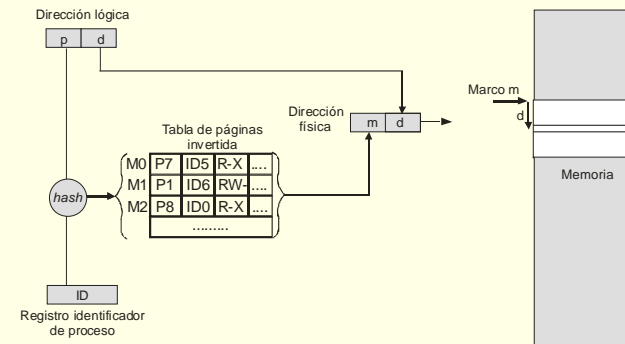 Dirección lógica
p d
Marco m
d
Dirección
física
m d
Tabla de páginas
invertida
M0 P7 ID5 R-X ....
M1 P1 ID6 RW- ....
M2 P8 ID0 R-X ....
.........
hash
Memoria
ID
Registro identificador
de proceso